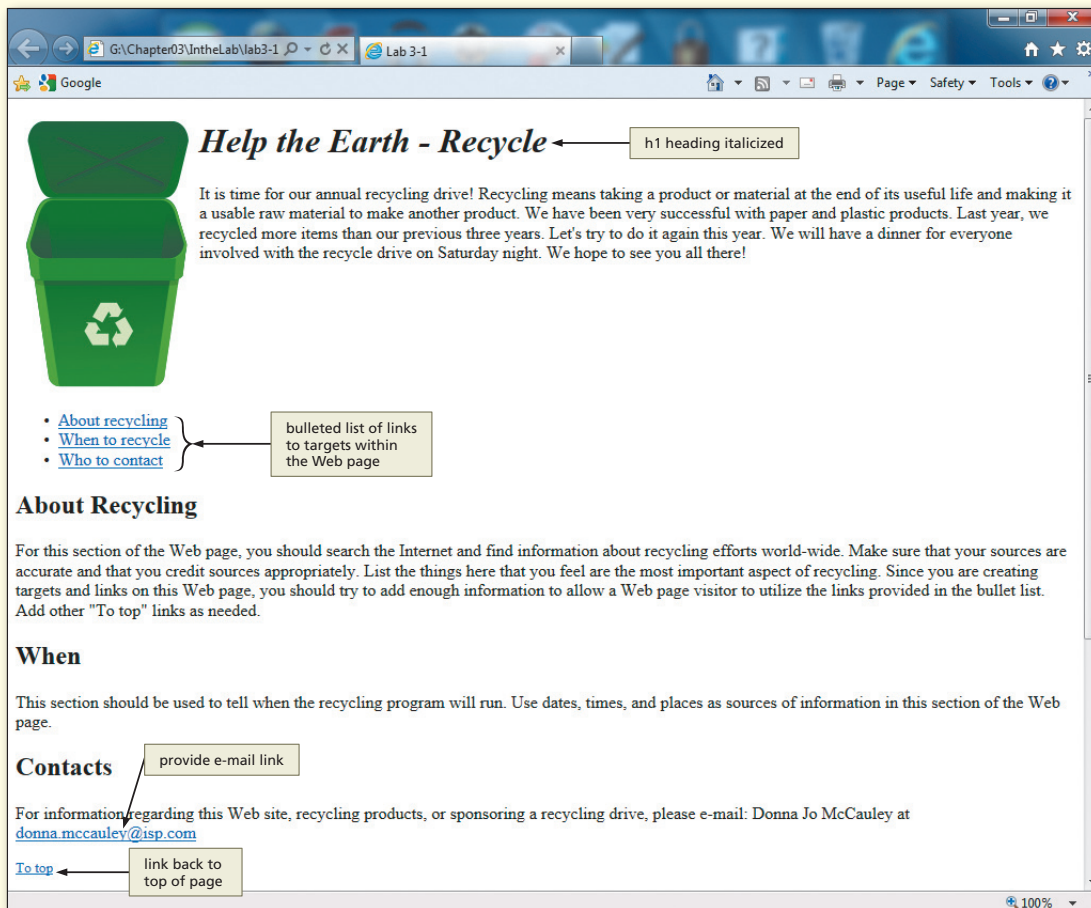 G:\Chapter03\IntheLab\lab3-1
Lab 3-1
Google
Page
Safety
Tools
Help the Earth - Recycle
h1 heading italicized
It is time for our annual recycling drive! Recycling means taking a product or material at the end of its useful life and making it
a usable raw material to make another product. We have been very successful with paper and plastic products. Last year, we
recycled more items than our previous three years. Let's try to do it again this year. We will have a dinner for everyone
involved with the recycle drive on Saturday night. We hope to see you all there!
• About recycling
• When to recycle
• Who to contact
bulleted list of links
to targets within
the Web page
About Recycling
For this section of the Web page, you should search the Internet and find information about recycling efforts world-wide. Make sure that your sources are
accurate and that you credit sources appropriately. List the things here that you feel are the most important aspect of recycling. Since you are creating
targets and links on this Web page, you should try to add enough information to allow a Web page visitor to utilize the links provided in the bullet list.
Add other "To top" links as needed.
When
This section should be used to tell when the recycling program will run. Use dates, times, and places as sources of information in this section of the Web
page.
Contacts
provide e-mail link
For information regarding this Web site, recycling products, or sponsoring a recycling drive, please e-mail: Donna Jo McCauley at
donna.mccauley@isp.com
To top
link back to
top of page
100%